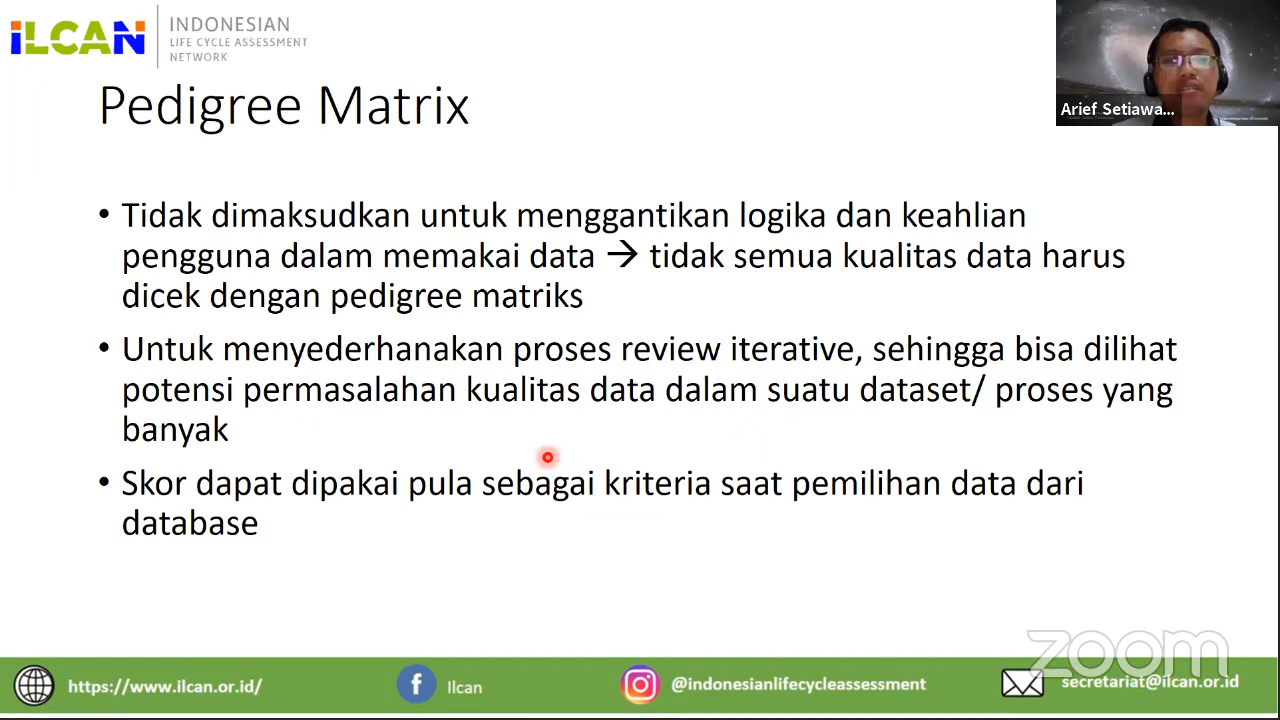 iLCAN
INDONESIAN
LIFE CYCLE ASSESSMENT
NETWORK
Arief Setiawa...
Pedigree Matrix
• Tidak dimaksudkan untuk menggantikan logika dan keahlian
pengguna dalam memakai data → tidak semua kualitas data harus
dicek dengan pedigree matriks
• Untuk menyederhanakan proses review iterative, sehingga bisa dilihat
potensi permasalahan kualitas data dalam suatu dataset/ proses yang
banyak
• Skor dapat dipakai pula sebagai kriteria saat pemilihan data dari
database
zoom
https://www.ilcan.or.id/
Ilcan
@indonesianlifecycleassessment
secretariat@ilcan.or.id